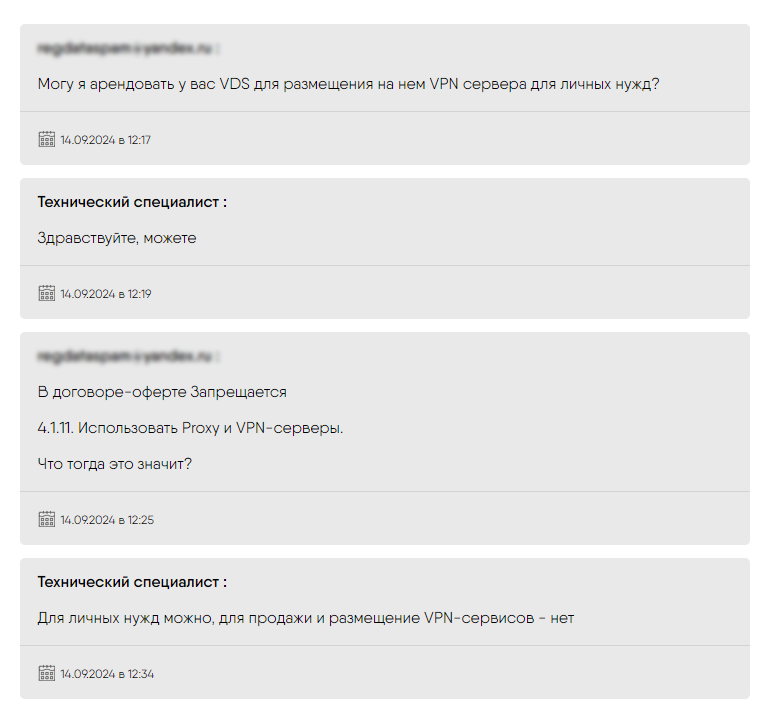 Могу я арендовать у вас VDS для размещения на нем VPN сервера для личных нужд?
14.09.2024 в 12:17
Технический специалист :
Здравствуйте, можете
14.09.2024 в 12:19
В договоре-оферте Запрещается
4.1.11. Использовать Proxy и VPN-серверы.
Что тогда это значит?
14.09.2024 в 12:25
Технический специалист :
Для личных нужд можно, для продажи и размещение VPN-сервисов - нет
14.09.2024 в 12:34